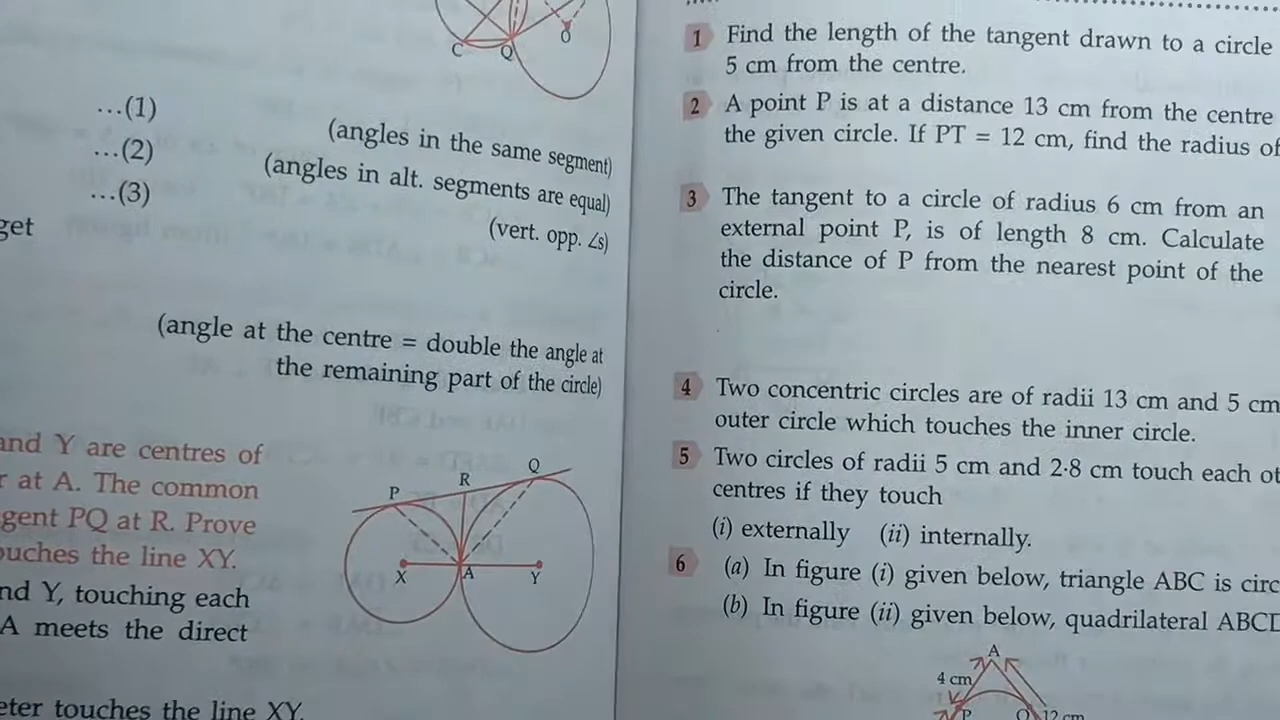 C Q O
...(1)
(angles in the same segment)
...(2)
(angles in alt. segments are equal)
...(3)
(vert. opp. ∠s)
get
(angle at the centre = double the angle at
the remaining part of the circle)
and Y are centres of
r at A. The common
gent PQ at R. Prove
ouches the line XY.
nd Y, touching each
A meets the direct
eter touches the line XY.
P R Q
X A Y
1 Find the length of the tangent drawn to a circle
5 cm from the centre.
2 A point P is at a distance 13 cm from the centre
the given circle. If PT = 12 cm, find the radius of
3 The tangent to a circle of radius 6 cm from an
external point P, is of length 8 cm. Calculate
the distance of P from the nearest point of the
circle.
4 Two concentric circles are of radii 13 cm and 5 cm
outer circle which touches the inner circle.
5 Two circles of radii 5 cm and 2·8 cm touch each ot
centres if they touch
(i) externally (ii) internally.
6 (a) In figure (i) given below, triangle ABC is circ
(b) In figure (ii) given below, quadrilateral ABCD
A
4 cm
P Q 12 cm